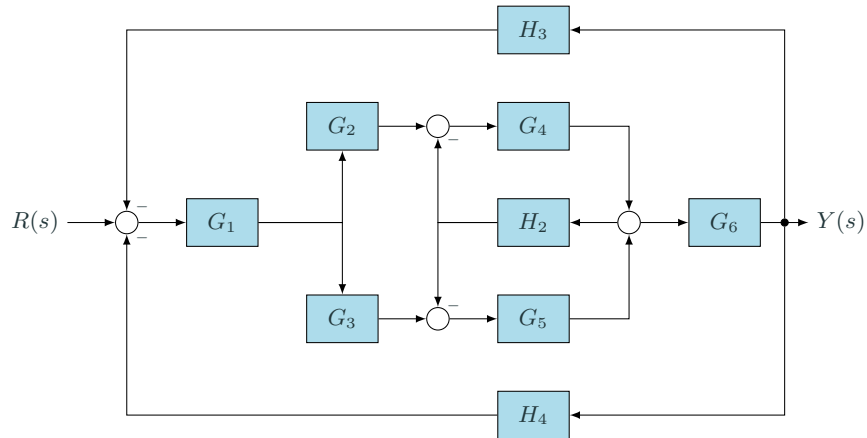 H₃
G₂
−
G₄
R(s)
−
−
G₁
H₂
G₆
Y(s)
G₃
−
G₅
H₄